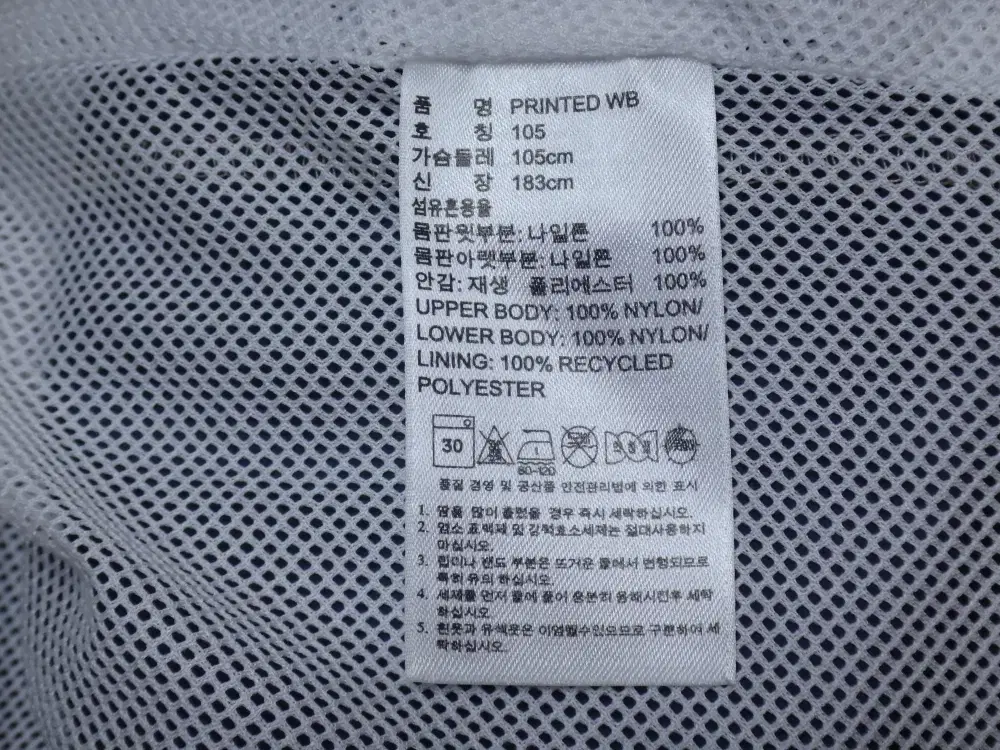 품 명 PRINTED WB
호 칭 105
가슴둘레 105cm
신 장 183cm
섬유혼용율
몸판윗부분: 나일론 100%
몸판아랫부분: 나일론 100%
안감: 재생 폴리에스터 100%
UPPER BODY: 100% NYLON/
LOWER BODY: 100% NYLON/
LINING: 100% RECYCLED
POLYESTER
30
80~120
품질 경영 및 공산품 안전관리법에 의한 표시
1. 땀을 많이 흘렸을 경우 즉시 세탁하십시오.
2. 염소 표백제 및 강력효소세제는 절대사용하지
마십시오.
3. 립이나 밴드 부분은 뜨거운 물에서 변형되므로
특히 유의 하십시오.
4. 세제를 먼저 물에 풀어 충분히 용해시킨후 세탁
하십시오
5. 흰옷과 유색옷은 이염될수있으므로 구분하여 세
탁하십시오.